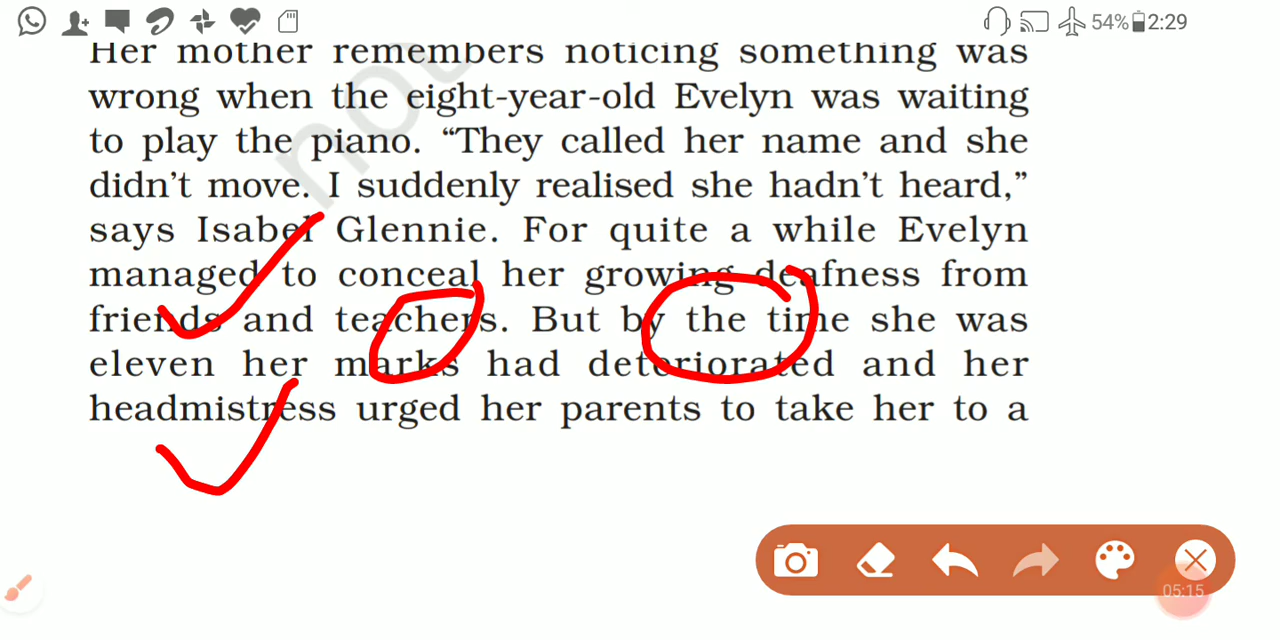 54% 2:29
Her mother remembers noticing something was
wrong when the eight-year-old Evelyn was waiting
to play the piano. “They called her name and she
didn’t move. I suddenly realised she hadn’t heard,”
says Isabel Glennie. For quite a while Evelyn
managed to conceal her growing deafness from
friends and teachers. But by the time she was
eleven her marks had deteriorated and her
headmistress urged her parents to take her to a
not
05:15